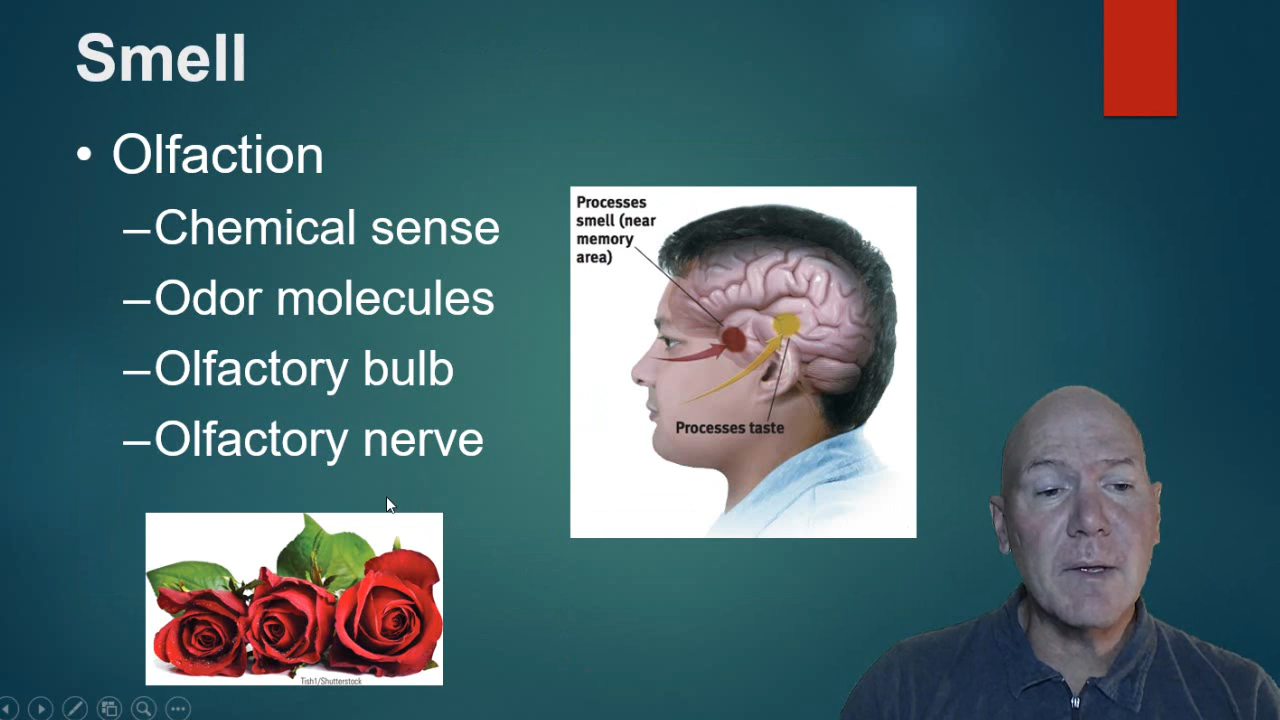 Smell
• Olfaction
–Chemical sense
–Odor molecules
–Olfactory bulb
–Olfactory nerve
Processes
smell (near
memory
area)
Processes taste
Tish1/Shutterstock